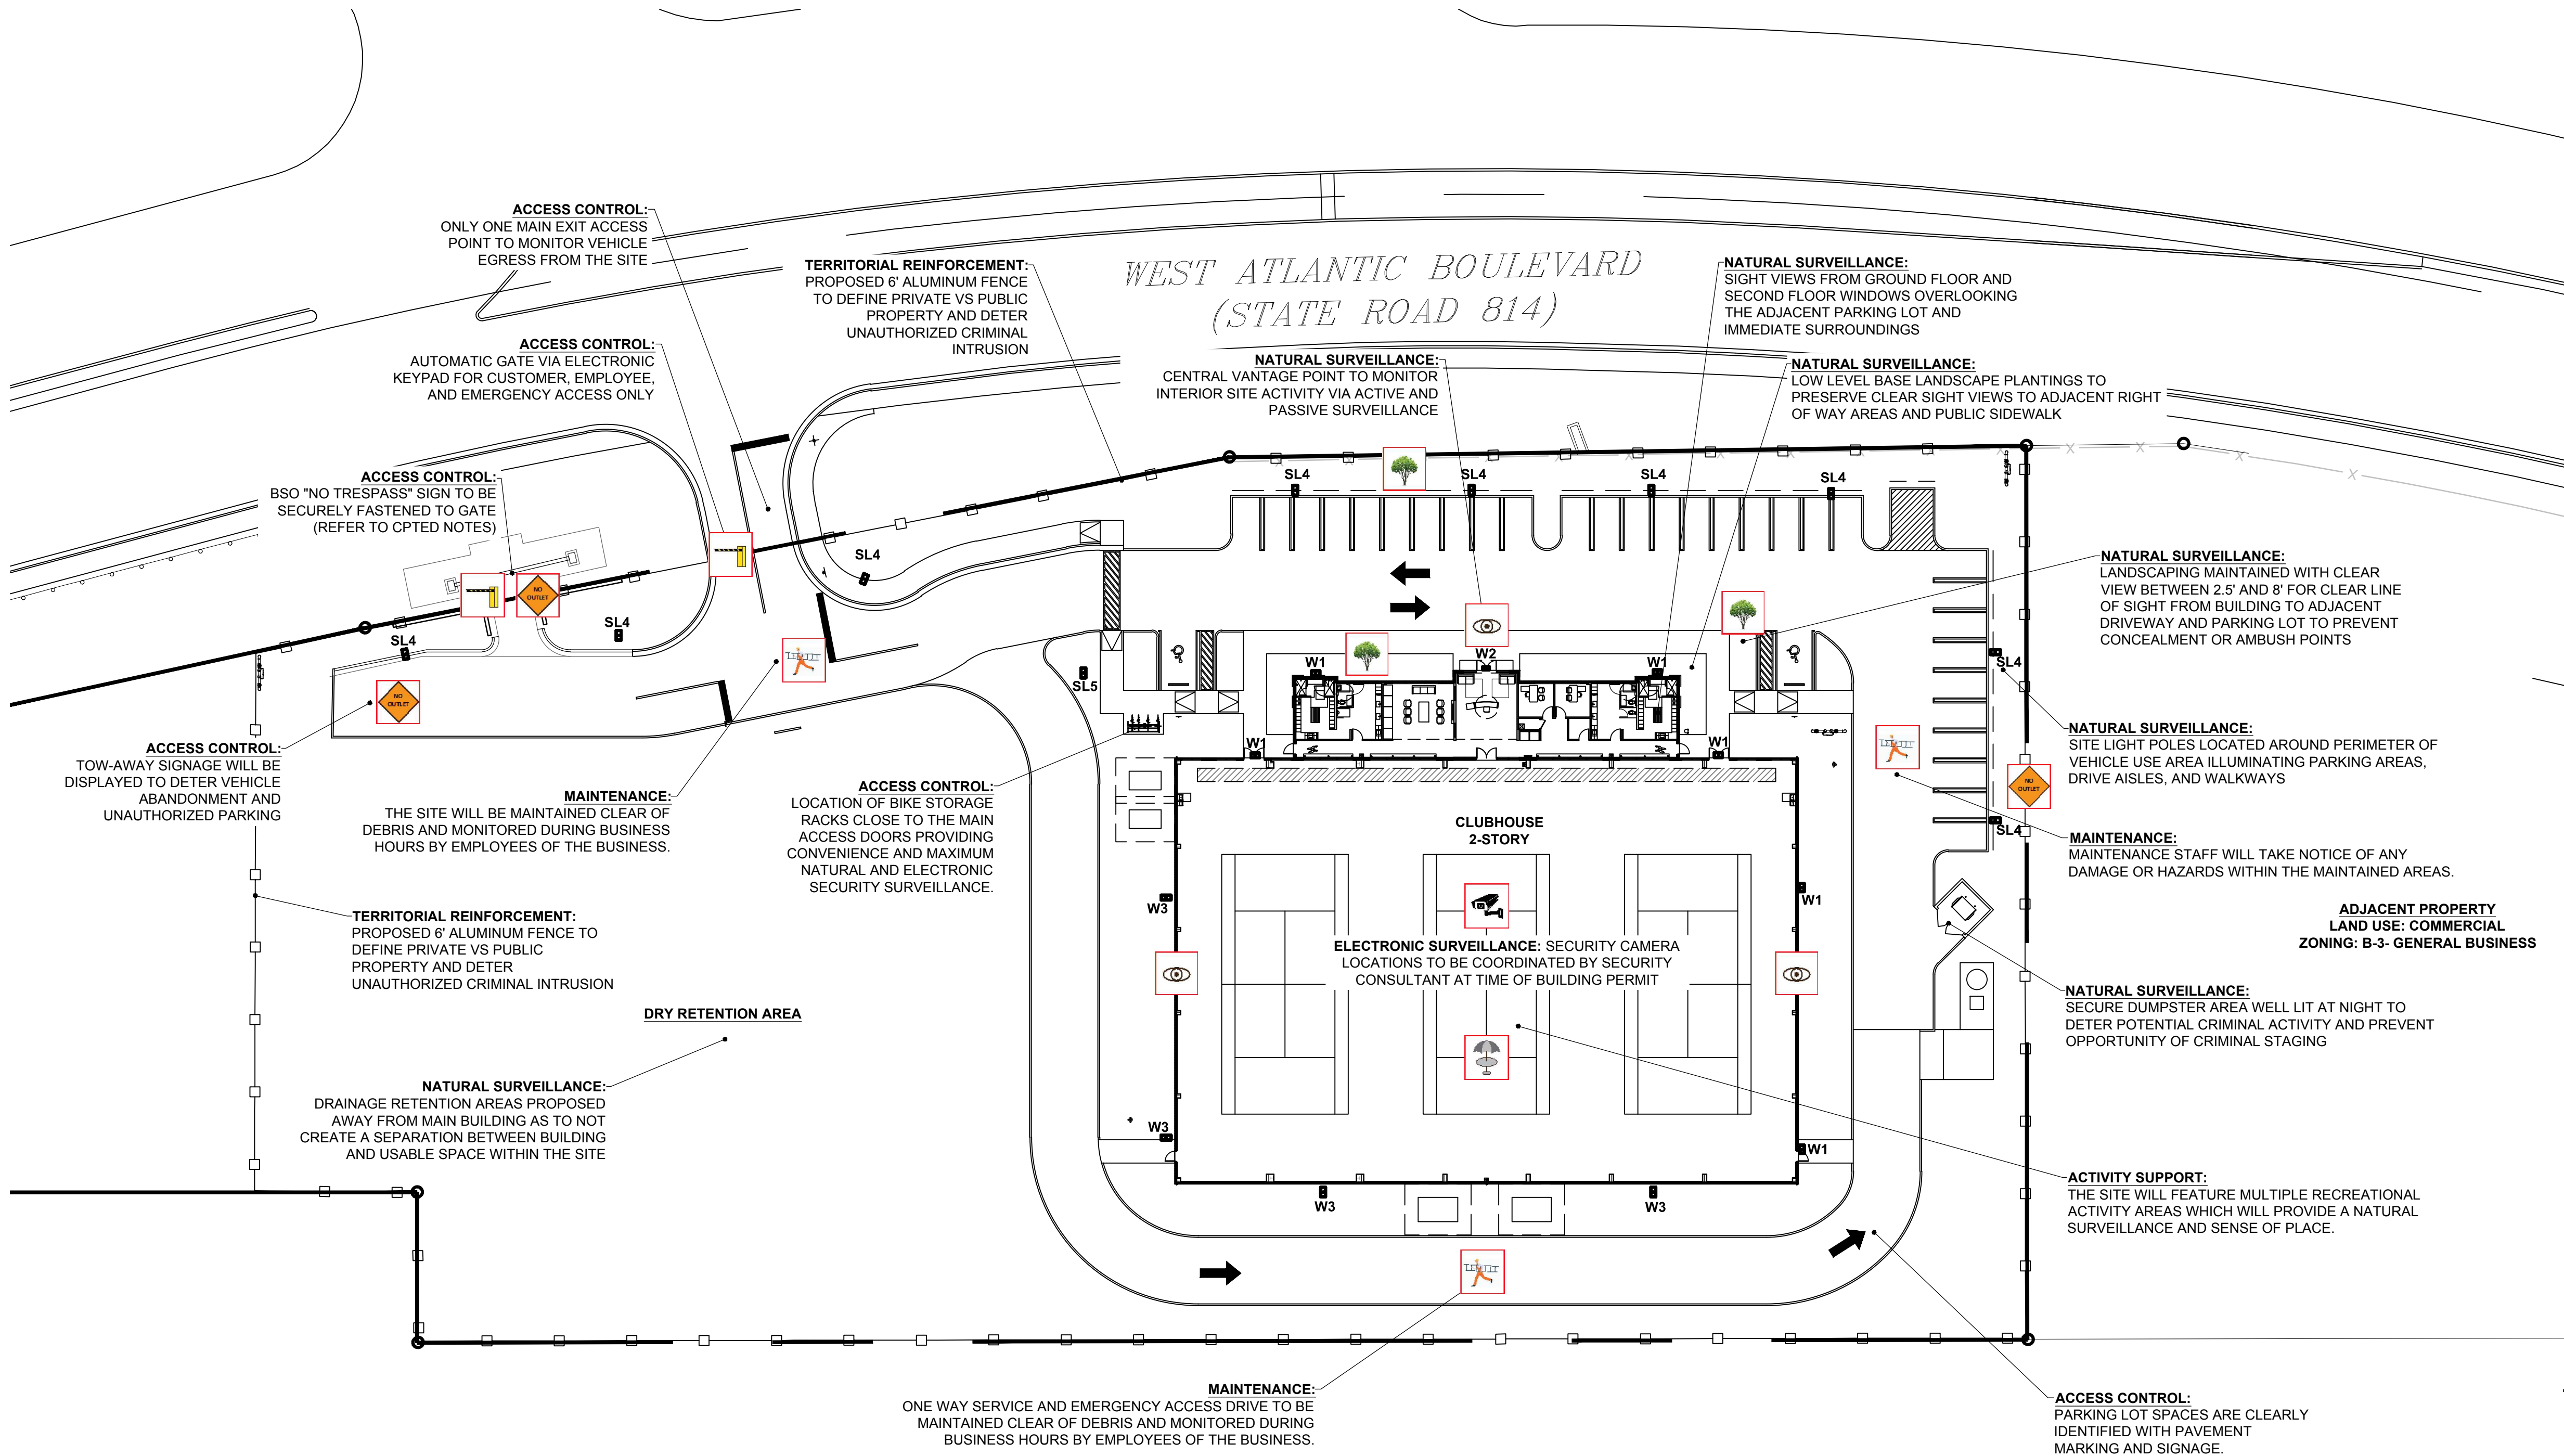 ACCESS CONTROL:
ONLY ONE MAIN EXIT ACCESS
POINT TO MONITOR VEHICLE
EGRESS FROM THE SITE
TERRITORIAL REINFORCEMENT:
PROPOSED 6' ALUMINUM FENCE
TO DEFINE PRIVATE VS PUBLIC
PROPERTY AND DETER
UNAUTHORIZED CRIMINAL
INTRUSION
WEST ATLANTIC BOULEVARD
(STATE ROAD 814)
NATURAL SURVEILLANCE:
SIGHT VIEWS FROM GROUND FLOOR AND
SECOND FLOOR WINDOWS OVERLOOKING
THE ADJACENT PARKING LOT AND
IMMEDIATE SURROUNDINGS
ACCESS CONTROL:
AUTOMATIC GATE VIA ELECTRONIC
KEYPAD FOR CUSTOMER, EMPLOYEE,
AND EMERGENCY ACCESS ONLY
NATURAL SURVEILLANCE:
CENTRAL VANTAGE POINT TO MONITOR
INTERIOR SITE ACTIVITY VIA ACTIVE AND
PASSIVE SURVEILLANCE
NATURAL SURVEILLANCE:
LOW LEVEL BASE LANDSCAPE PLANTINGS TO
PRESERVE CLEAR SIGHT VIEWS TO ADJACENT RIGHT
OF WAY AREAS AND PUBLIC SIDEWALK
ACCESS CONTROL:
BSO "NO TRESPASS" SIGN TO BE
SECURELY FASTENED TO GATE
(REFER TO CPTED NOTES)
SL4
SL4
SL4
SL4
SL4
NO
OUTLET
SL4
SL4
NATURAL SURVEILLANCE:
LANDSCAPING MAINTAINED WITH CLEAR
VIEW BETWEEN 2.5' AND 8' FOR CLEAR LINE
OF SIGHT FROM BUILDING TO ADJACENT
DRIVEWAY AND PARKING LOT TO PREVENT
CONCEALMENT OR AMBUSH POINTS
W2
W1
W1
SL4
SL5
NO
OUTLET
ACCESS CONTROL:
TOW-AWAY SIGNAGE WILL BE
DISPLAYED TO DETER VEHICLE
ABANDONMENT AND
UNAUTHORIZED PARKING
W1
W1
NATURAL SURVEILLANCE:
SITE LIGHT POLES LOCATED AROUND PERIMETER OF
VEHICLE USE AREA ILLUMINATING PARKING AREAS,
DRIVE AISLES, AND WALKWAYS
NO
OUTLET
MAINTENANCE:
THE SITE WILL BE MAINTAINED CLEAR OF
DEBRIS AND MONITORED DURING BUSINESS
HOURS BY EMPLOYEES OF THE BUSINESS.
ACCESS CONTROL:
LOCATION OF BIKE STORAGE
RACKS CLOSE TO THE MAIN
ACCESS DOORS PROVIDING
CONVENIENCE AND MAXIMUM
NATURAL AND ELECTRONIC
SECURITY SURVEILLANCE.
CLUBHOUSE
2-STORY
SL4
MAINTENANCE:
MAINTENANCE STAFF WILL TAKE NOTICE OF ANY
DAMAGE OR HAZARDS WITHIN THE MAINTAINED AREAS.
W3
W1
TERRITORIAL REINFORCEMENT:
PROPOSED 6' ALUMINUM FENCE TO
DEFINE PRIVATE VS PUBLIC
PROPERTY AND DETER
UNAUTHORIZED CRIMINAL INTRUSION
ADJACENT PROPERTY
LAND USE: COMMERCIAL
ZONING: B-3- GENERAL BUSINESS
ELECTRONIC SURVEILLANCE: SECURITY CAMERA
LOCATIONS TO BE COORDINATED BY SECURITY
CONSULTANT AT TIME OF BUILDING PERMIT
DRY RETENTION AREA
NATURAL SURVEILLANCE:
SECURE DUMPSTER AREA WELL LIT AT NIGHT TO
DETER POTENTIAL CRIMINAL ACTIVITY AND PREVENT
OPPORTUNITY OF CRIMINAL STAGING
NATURAL SURVEILLANCE:
DRAINAGE RETENTION AREAS PROPOSED
AWAY FROM MAIN BUILDING AS TO NOT
CREATE A SEPARATION BETWEEN BUILDING
AND USABLE SPACE WITHIN THE SITE
W3
W1
ACTIVITY SUPPORT:
THE SITE WILL FEATURE MULTIPLE RECREATIONAL
ACTIVITY AREAS WHICH WILL PROVIDE A NATURAL
SURVEILLANCE AND SENSE OF PLACE.
W3
W3
MAINTENANCE:
ONE WAY SERVICE AND EMERGENCY ACCESS DRIVE TO BE
MAINTAINED CLEAR OF DEBRIS AND MONITORED DURING
BUSINESS HOURS BY EMPLOYEES OF THE BUSINESS.
ACCESS CONTROL:
PARKING LOT SPACES ARE CLEARLY
IDENTIFIED WITH PAVEMENT
MARKING AND SIGNAGE.